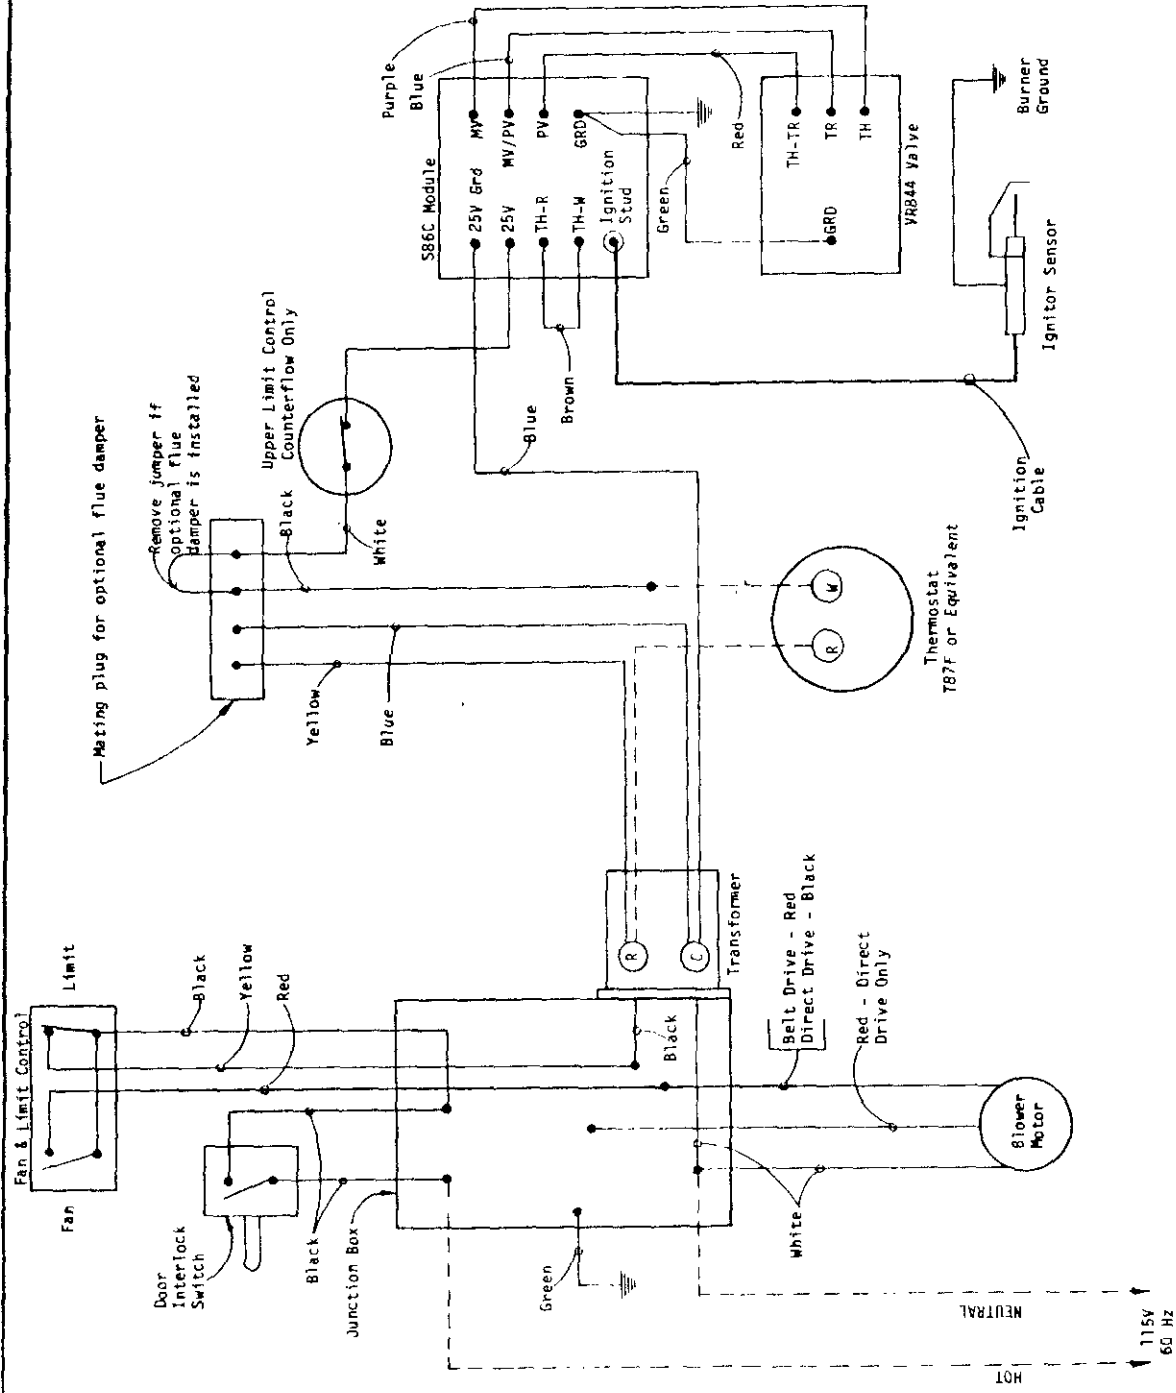 Purple
Blue
S86C Module
25V Grd
MV
25V
MV/PV
TH-R
PV
TH-W
GRD
Ignition
Stud
Green
Red
TH-TR
TR
TH
GRD
VR844 Valve
Burner
Ground
Ignitor Sensor
Ignition
Cable
Brown
Blue
Upper Limit Control
Counterflow Only
White
Mating plug for optional flue damper
Remove jumper if
optional flue
damper is installed
Black
Yellow
Blue
R
W
Thermostat
T87F or Equivalent
Fan & Limit Control
Fan
Limit
Black
Yellow
Red
Door
Interlock
Switch
Black
Junction Box
Green
R
C
Transformer
Black
Belt Drive - Red
Direct Drive - Black
Red - Direct
Drive Only
Blower
Motor
White
HOT
NEUTRAL
115V
60 Hz